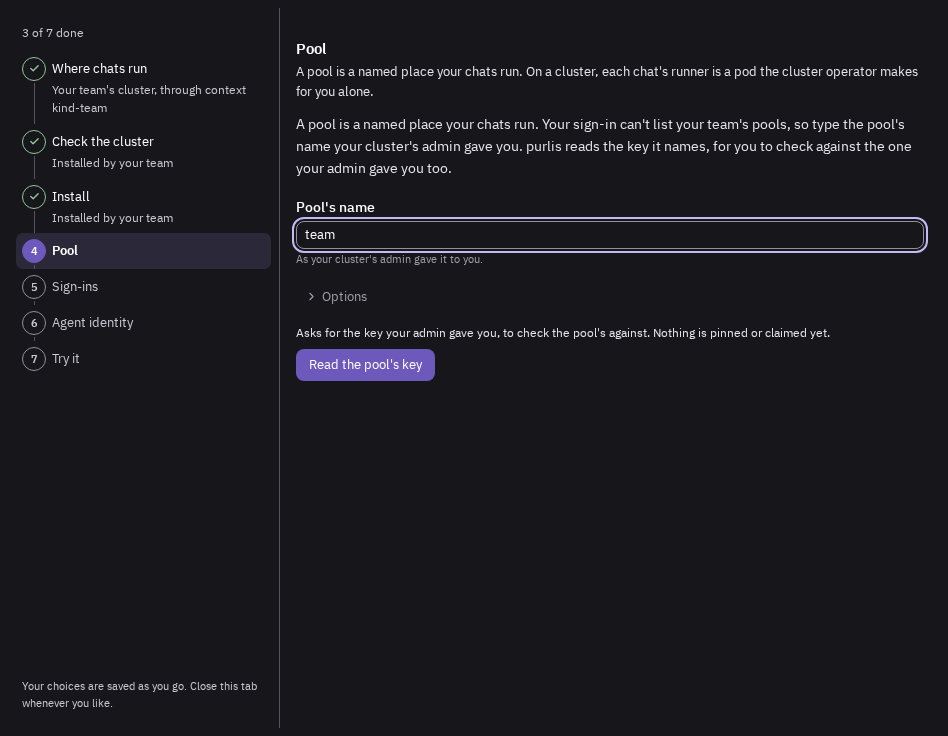 3 of 7 done
Where chats run
Your team's cluster, through context
kind-team
Check the cluster
Installed by your team
Install
Installed by your team
4 Pool
5 Sign-ins
6 Agent identity
7 Try it
Your choices are saved as you go. Close this tab
whenever you like.
Pool
A pool is a named place your chats run. On a cluster, each chat's runner is a pod the cluster operator makes
for you alone.
A pool is a named place your chats run. Your sign-in can't list your team's pools, so type the pool's
name your cluster's admin gave you. purlis reads the key it names, for you to check against the one
your admin gave you too.
Pool's name
team
As your cluster's admin gave it to you.
Options
Asks for the key your admin gave you, to check the pool's against. Nothing is pinned or claimed yet.
Read the pool's key